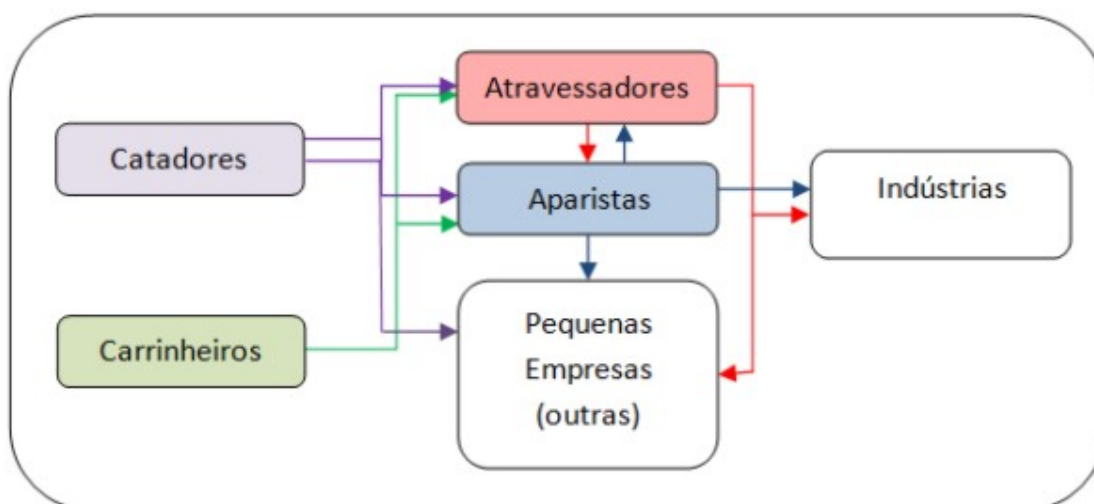 Atravessadores
Catadores
Aparistas
Indústrias
Carrinheiros
Pequenas
Empresas
(outras)